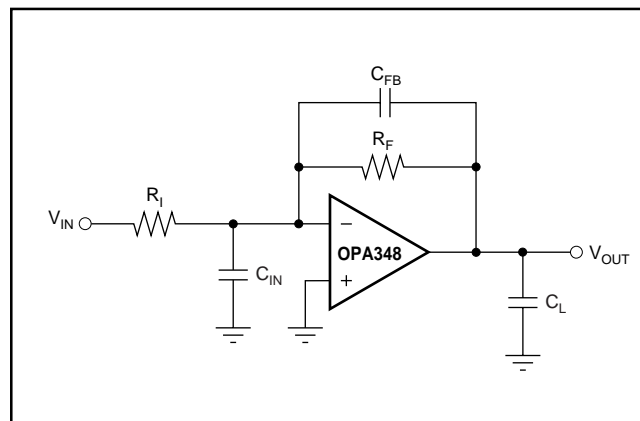 C_FB
R_F
R_I
V_IN
−
OPA348
+
C_IN
V_OUT
C_L